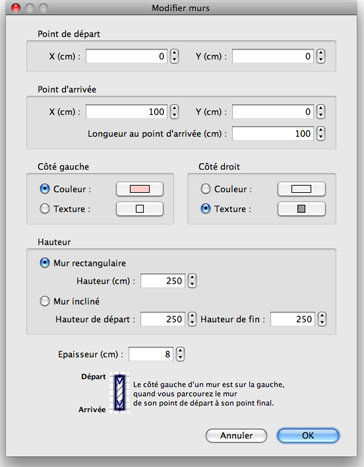 Modifier murs
Point de départ
X (cm) : 0 Y (cm) : 0
Point d'arrivée
X (cm) : 100 Y (cm) : 0
Longueur au point d'arrivée (cm) : 100
Côté gauche Côté droit
Couleur : Couleur :
Texture : Texture :
Hauteur
Mur rectangulaire
Hauteur (cm) : 250
Mur incliné
Hauteur de départ : 250 Hauteur de fin : 250
Epaisseur (cm) : 8
Départ
Le côté gauche d'un mur est sur la gauche,
quand vous parcourez le mur
de son point de départ à son point final.
Arrivée
Annuler OK